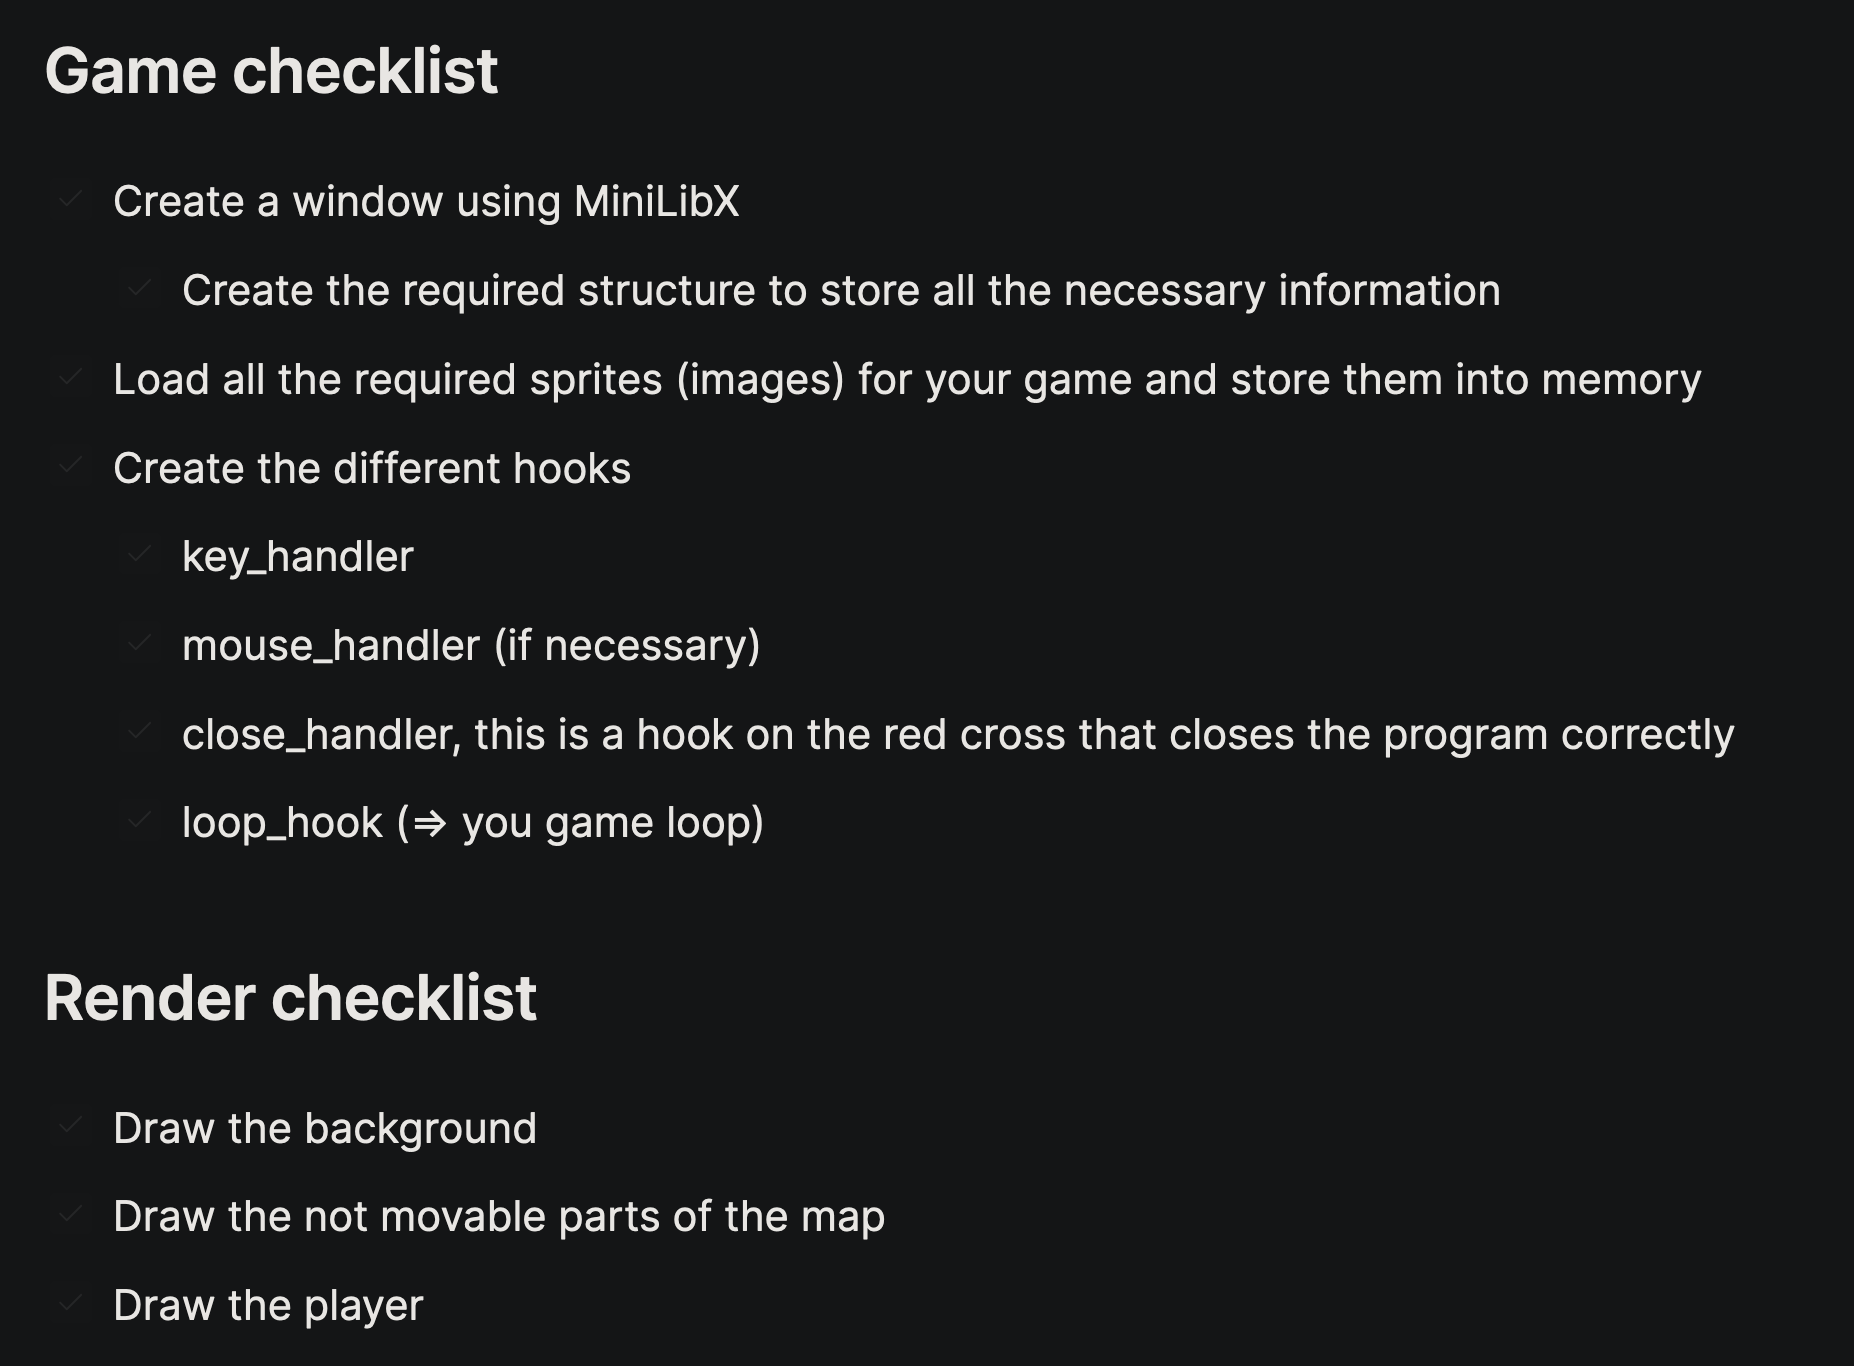 Game checklist
Create a window using MiniLibX
Create the required structure to store all the necessary information
Load all the required sprites (images) for your game and store them into memory
Create the different hooks
key_handler
mouse_handler (if necessary)
close_handler, this is a hook on the red cross that closes the program correctly
loop_hook (⇒ you game loop)
Render checklist
Draw the background
Draw the not movable parts of the map
Draw the player